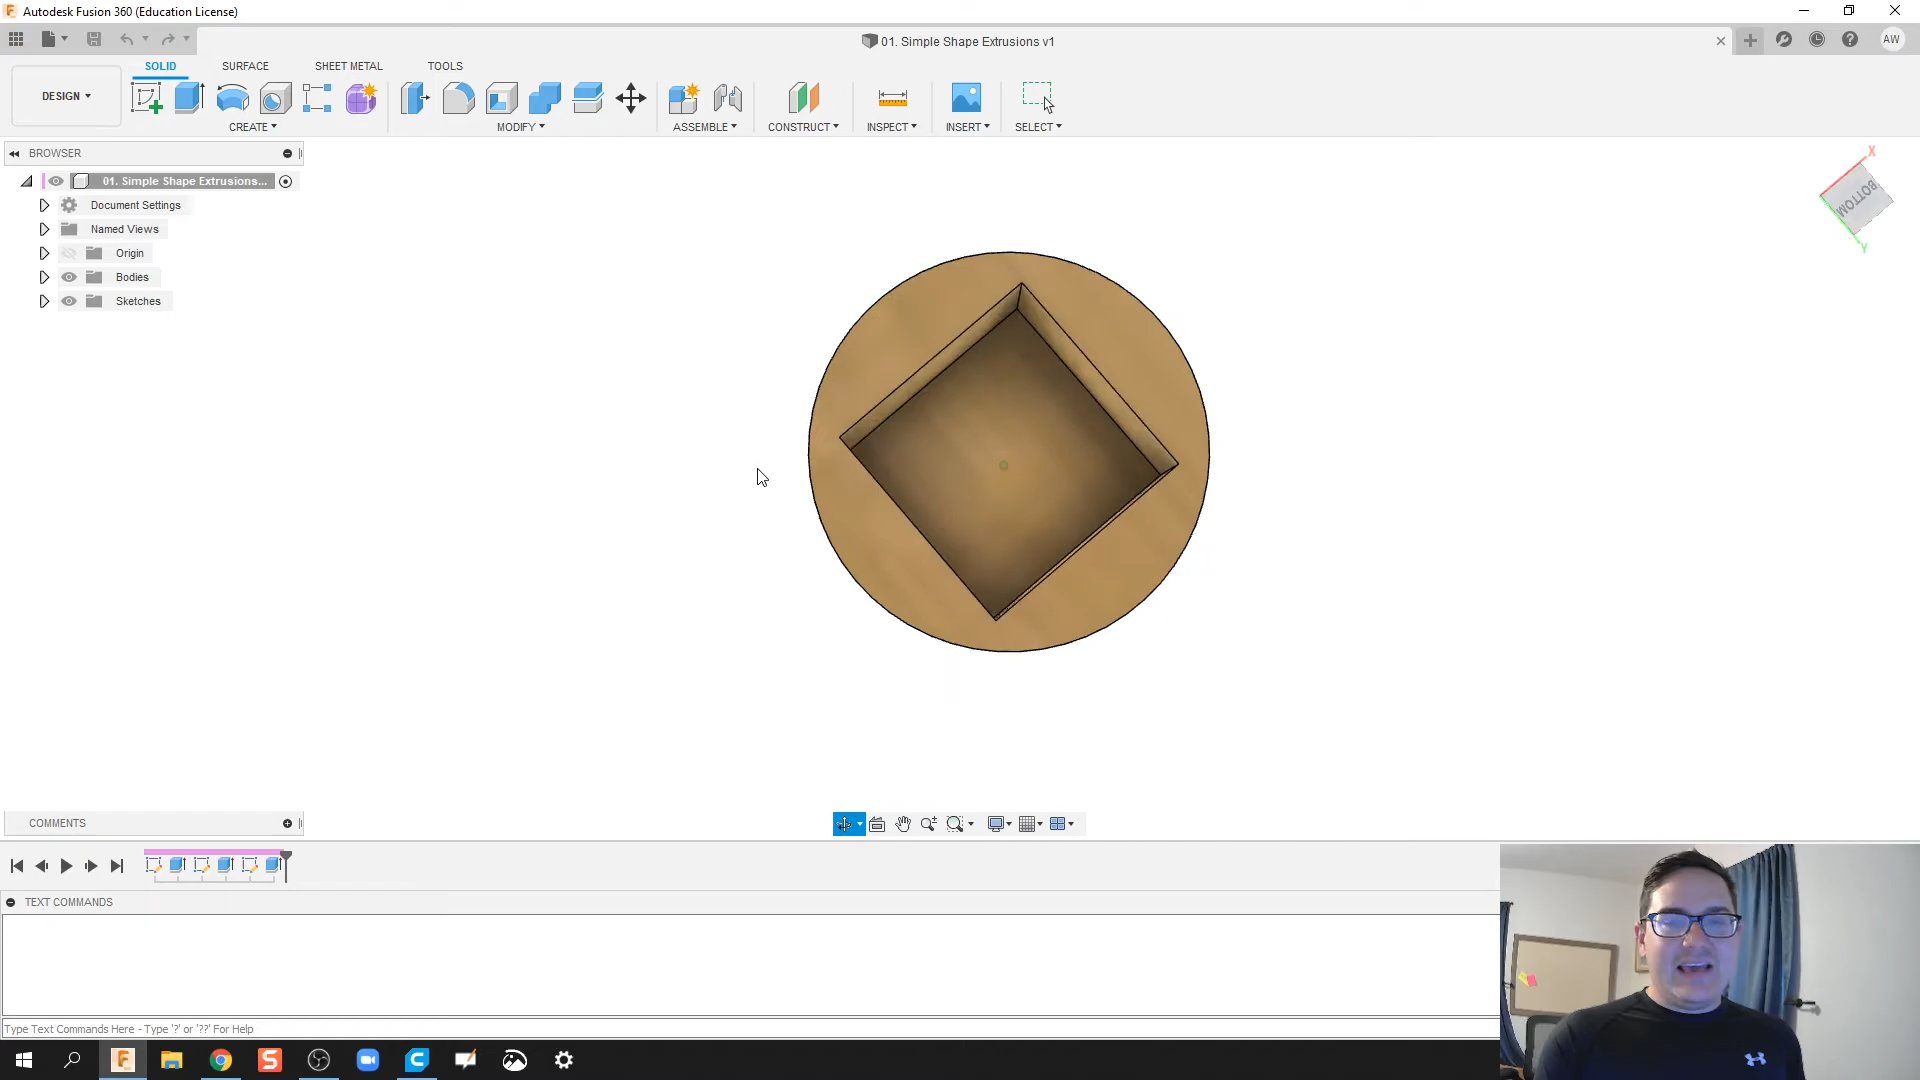 Autodesk Fusion 360 (Education License)
01. Simple Shape Extrusions v1
AW
DESIGN
SOLID
SURFACE
SHEET METAL
TOOLS
CREATE
MODIFY
ASSEMBLE
CONSTRUCT
INSPECT
INSERT
SELECT
BROWSER
01. Simple Shape Extrusions...
Document Settings
Named Views
Origin
Bodies
Sketches
X
BOTTOM
Y
COMMENTS
TEXT COMMANDS
Type Text Commands Here - Type '?' or '??' For Help